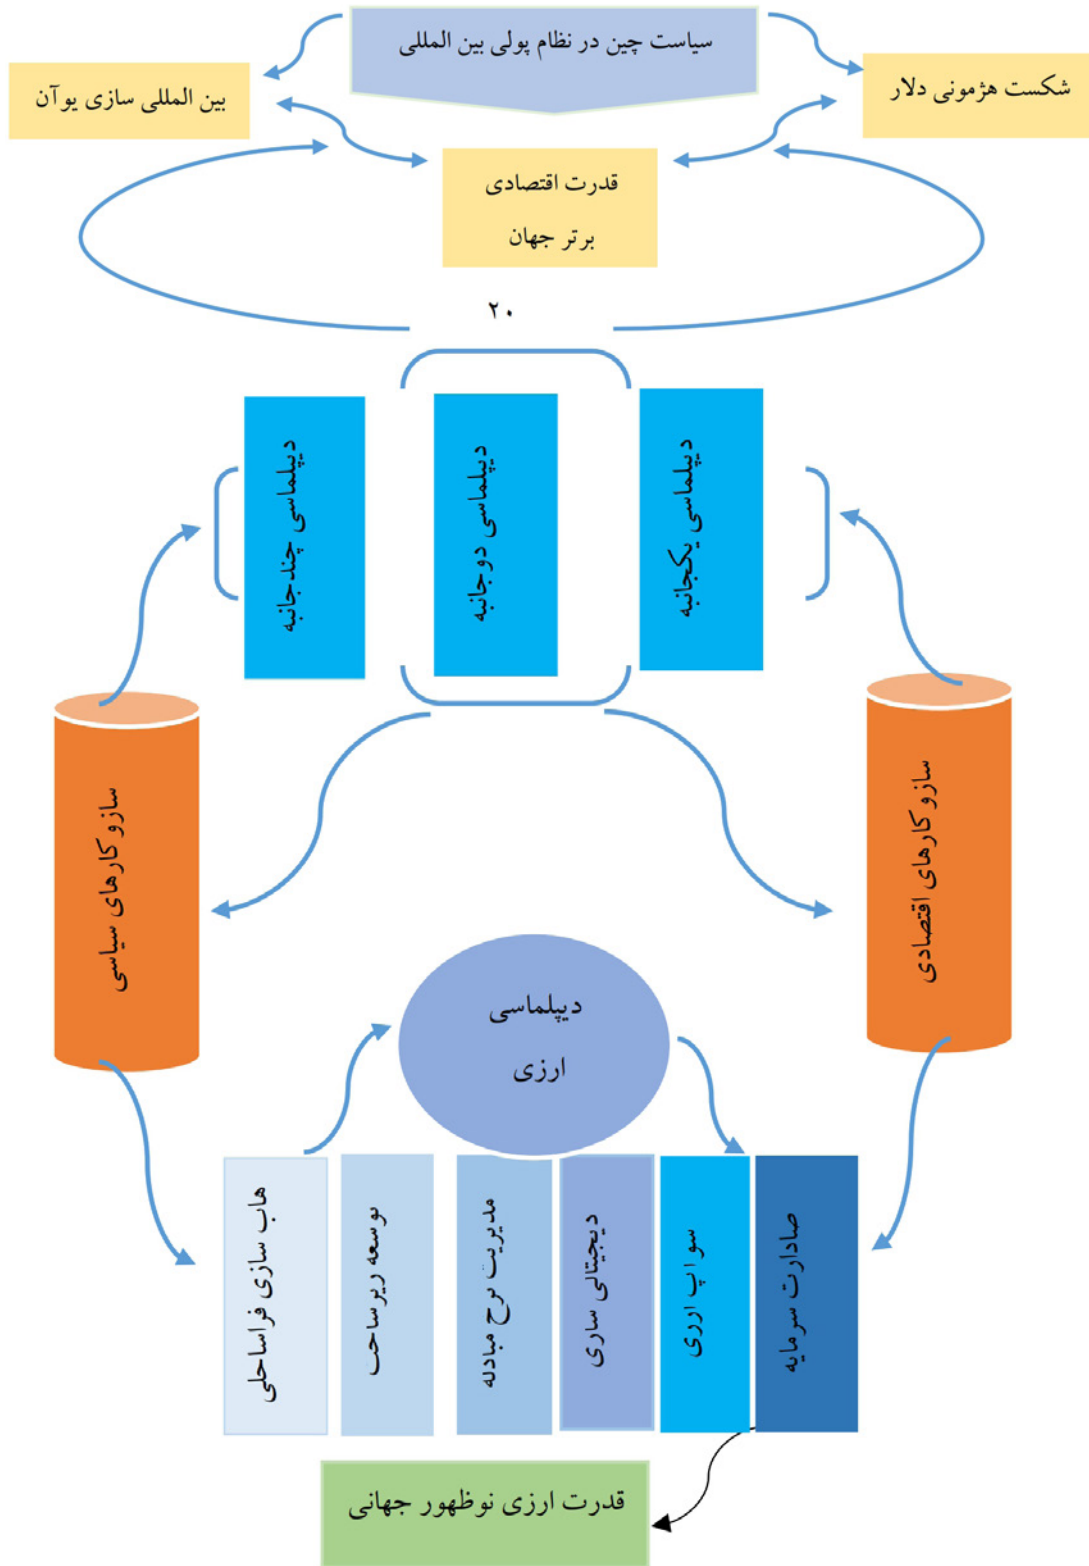 سیاست چین در نظام پولی بین المللی
شکست هژمونی دلار
بین المللی سازی یوآن
قدرت اقتصادی
برتر جهان
۲۰
دیپلماسی یکجانبه
دیپلماسی دوجانبه
دیپلماسی چندجانبه
سازوکارهای اقتصادی
سازوکارهای سیاسی
دیپلماسی
ارزی
صادارت سرمایه
سواپ ارزی
دیجیتالی سازی
مدیریت نرخ مبادله
توسعه زیرساخت
هاب سازی فراساحلی
قدرت ارزی نوظهور جهانی